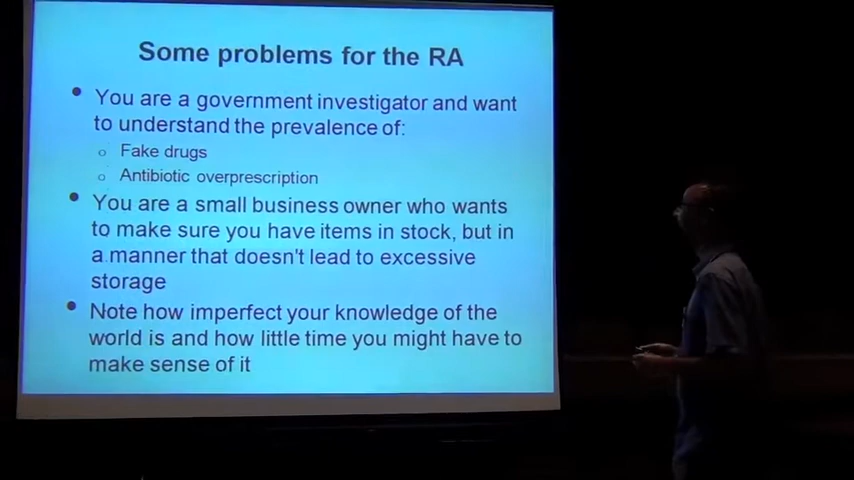 Some problems for the RA
• You are a government investigator and want
to understand the prevalence of:
o Fake drugs
o Antibiotic overprescription
• You are a small business owner who wants
to make sure you have items in stock, but in
a manner that doesn't lead to excessive
storage
• Note how imperfect your knowledge of the
world is and how little time you might have to
make sense of it